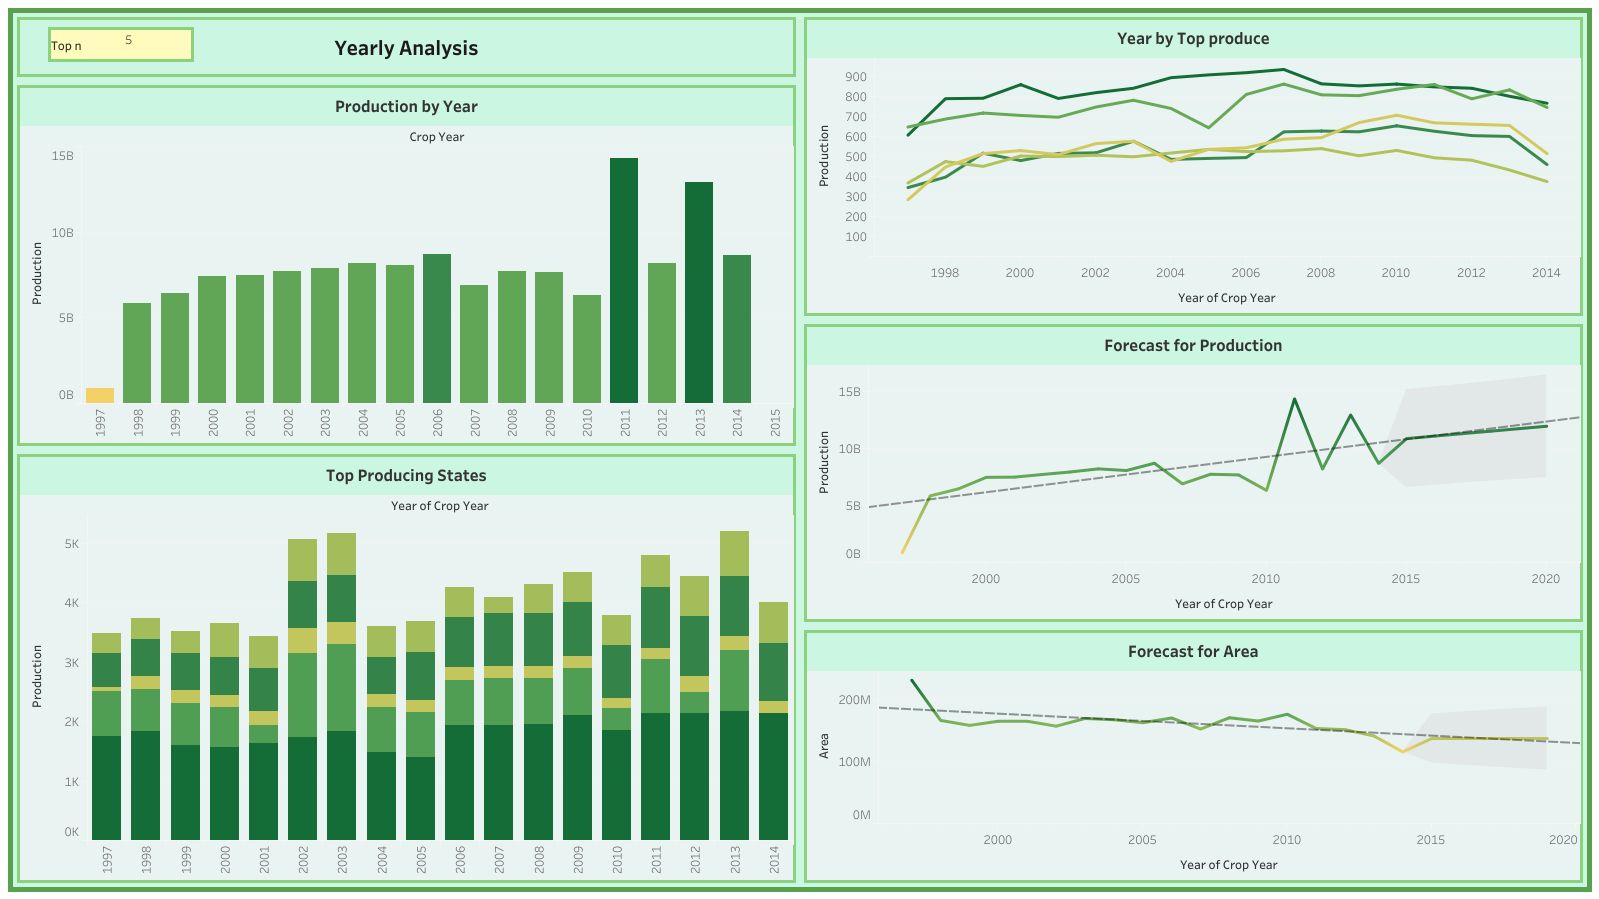 Top n
5
Yearly Analysis
Production by Year
Crop Year
Production
15B
10B
5B
0B
1997
1998
1999
2000
2001
2002
2003
2004
2005
2006
2007
2008
2009
2010
2011
2012
2013
2014
2015
Top Producing States
Year of Crop Year
Production
5K
4K
3K
2K
1K
0K
1997
1998
1999
2000
2001
2002
2003
2004
2005
2006
2007
2008
2009
2010
2011
2012
2013
2014
Year by Top produce
Production
900
800
700
600
500
400
300
200
100
1998
2000
2002
2004
2006
2008
2010
2012
2014
Year of Crop Year
Forecast for Production
Production
15B
10B
5B
0B
2000
2005
2010
2015
2020
Year of Crop Year
Forecast for Area
Area
200M
100M
0M
2000
2005
2010
2015
2020
Year of Crop Year